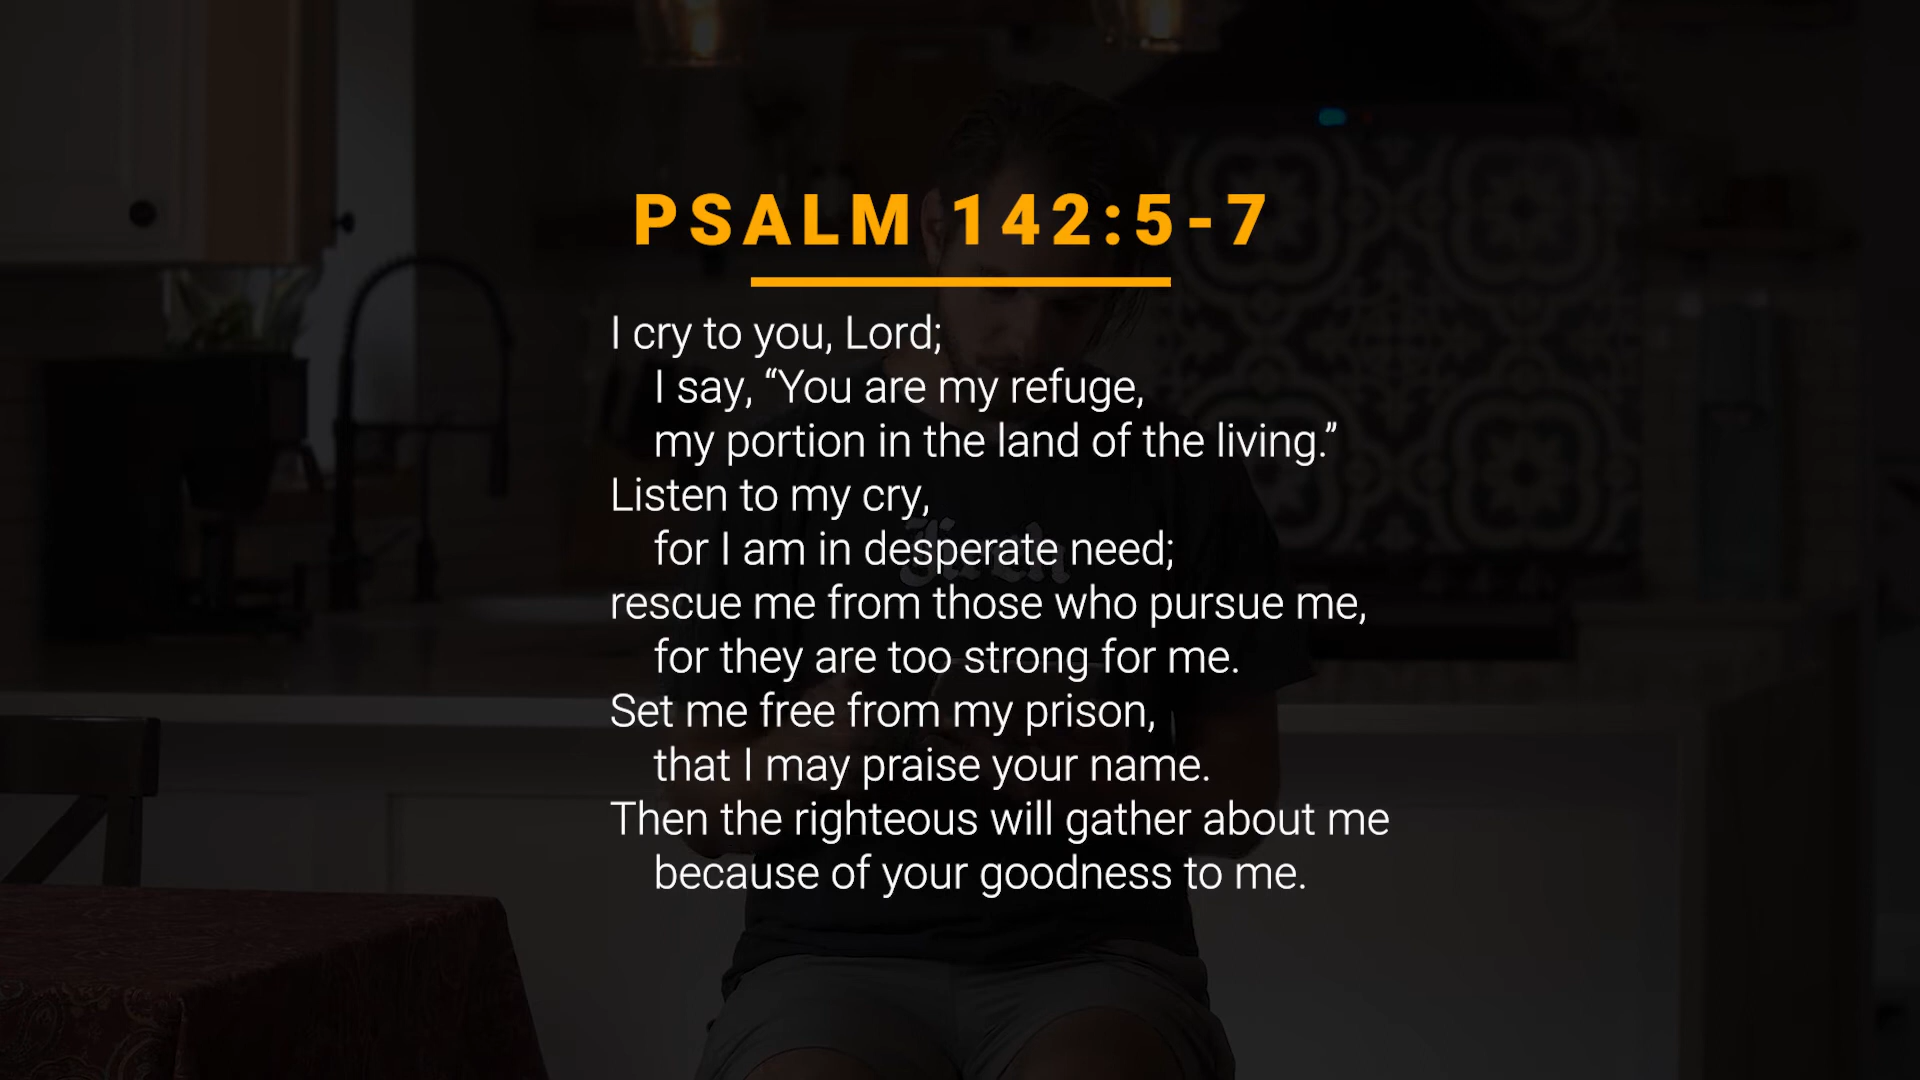 PSALM 142:5-7
I cry to you, Lord;
I say, “You are my refuge,
my portion in the land of the living.”
Listen to my cry,
for I am in desperate need;
rescue me from those who pursue me,
for they are too strong for me.
Set me free from my prison,
that I may praise your name.
Then the righteous will gather about me
because of your goodness to me.